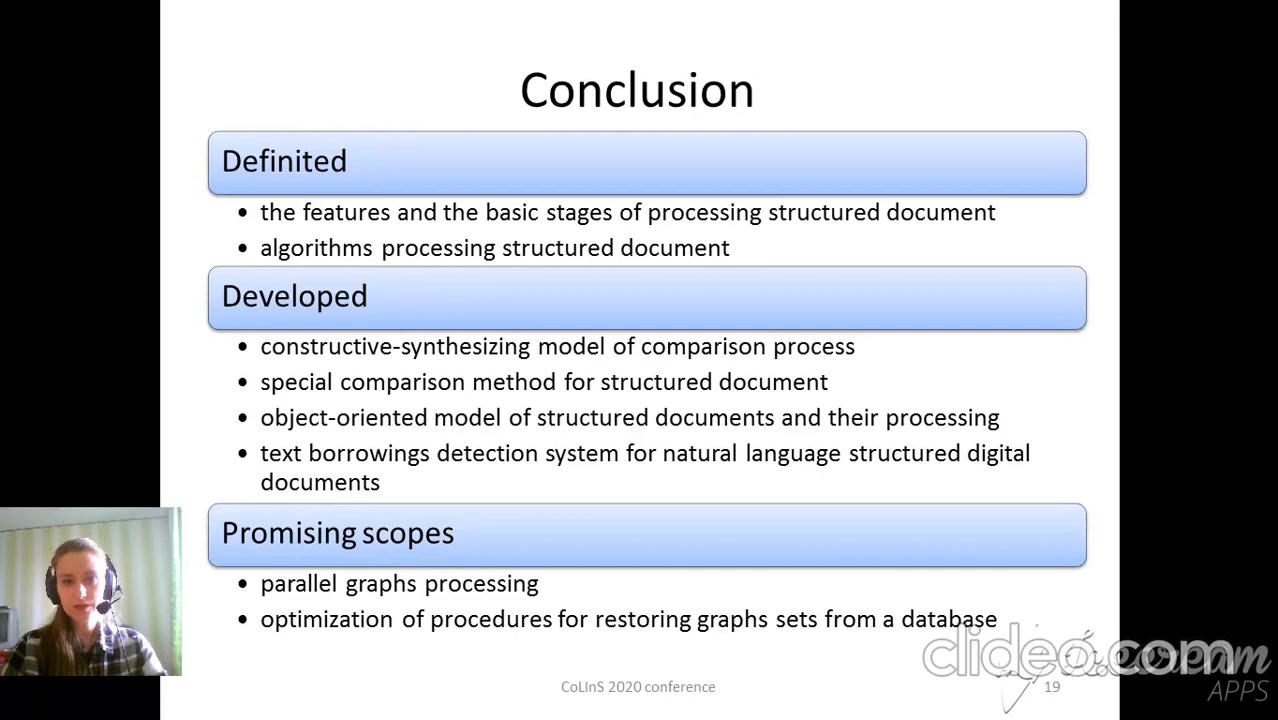 Conclusion
Definited
• the features and the basic stages of processing structured document
• algorithms processing structured document
Developed
• constructive-synthesizing model of comparison process
• special comparison method for structured document
• object-oriented model of structured documents and their processing
• text borrowings detection system for natural language structured digital
documents
Promising scopes
• parallel graphs processing
• optimization of procedures for restoring graphs sets from a database
clideo.com
APPS
CoLInS 2020 conference
19